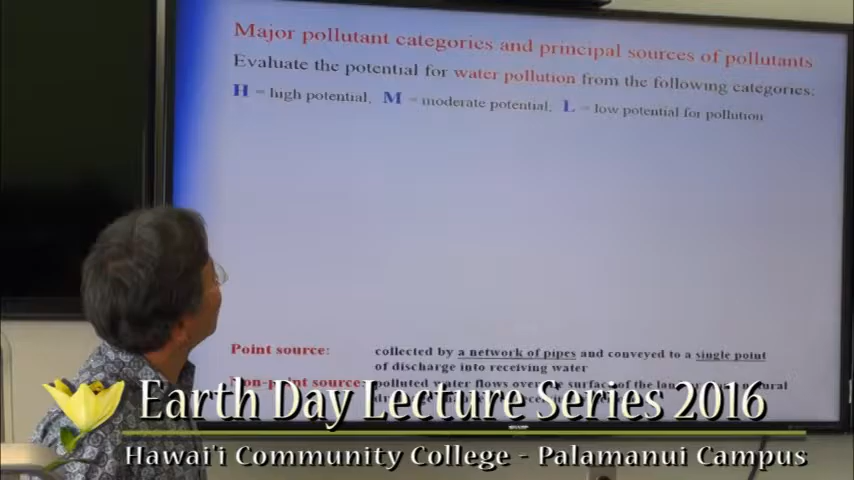 Major pollutant categories and principal sources of pollutants
Evaluate the potential for water pollution from the following categories:
H = high potential, M = moderate potential, L = low potential for pollution
Point source: collected by a network of pipes and conveyed to a single point
of discharge into receiving water
Non-point source: polluted water flows over the surface of the land
Earth Day Lecture Series 2016
Hawai'i Community College - Palamanui Campus